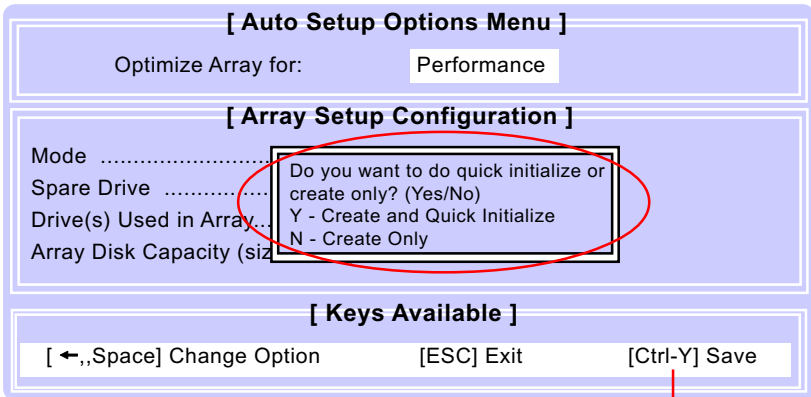 [ Auto Setup Options Menu ]
Optimize Array for: Performance
[ Array Setup Configuration ]
Mode ..........................
Spare Drive ................
Drive(s) Used in Array...
Array Disk Capacity (siz
Do you want to do quick initialize or
create only? (Yes/No)
Y - Create and Quick Initialize
N - Create Only
[ Keys Available ]
[ ←,,Space] Change Option [ESC] Exit [Ctrl-Y] Save